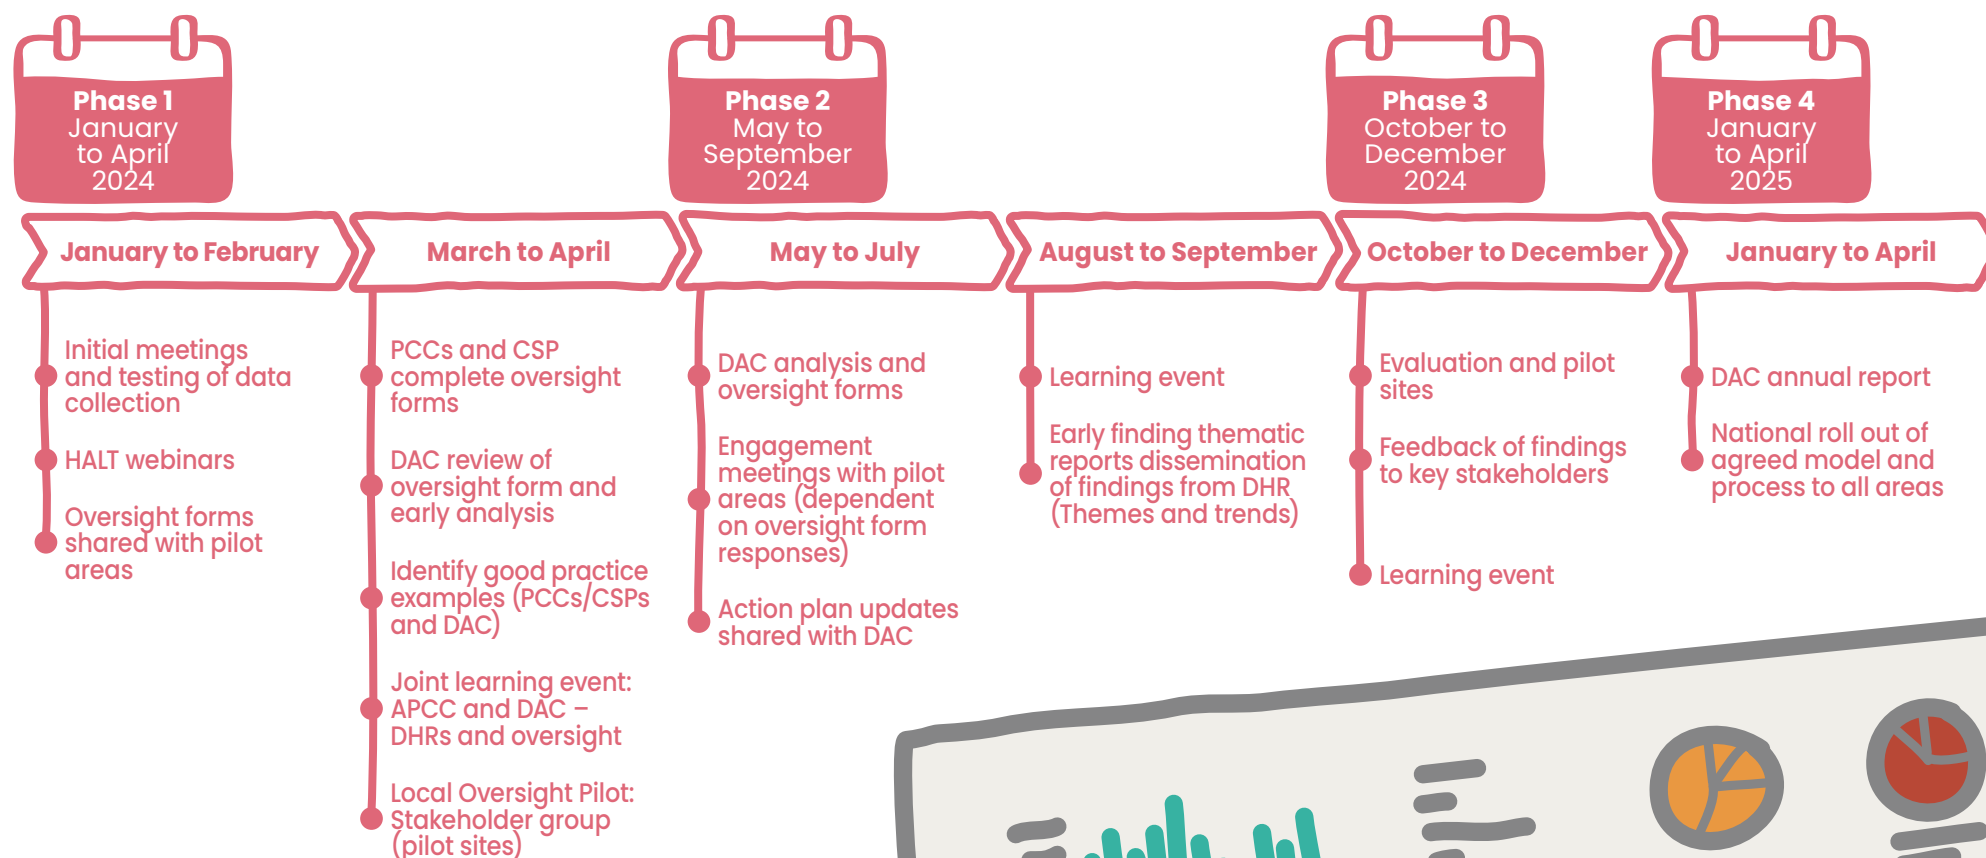 Phase 1
January
to April
2024
Phase 2
May to
September
2024
Phase 3
October to
December
2024
Phase 4
January
to April
2025
January to February
March to April
May to July
August to September
October to December
January to April
Initial meetings
and testing of data
collection
HALT webinars
Oversight forms
shared with pilot
areas
PCCs and CSP
complete oversight
forms
DAC review of
oversight form and
early analysis
Identify good practice
examples (PCCs/CSPs
and DAC)
Joint learning event:
APCC and DAC –
DHRs and oversight
Local Oversight Pilot:
Stakeholder group
(pilot sites)
DAC analysis and
oversight forms
Engagement
meetings with pilot
areas (dependent
on oversight form
responses)
Action plan updates
shared with DAC
Learning event
Early finding thematic
reports dissemination
of findings from DHR
(Themes and trends)
Evaluation and pilot
sites
Feedback of findings
to key stakeholders
Learning event
DAC annual report
National roll out of
agreed model and
process to all areas